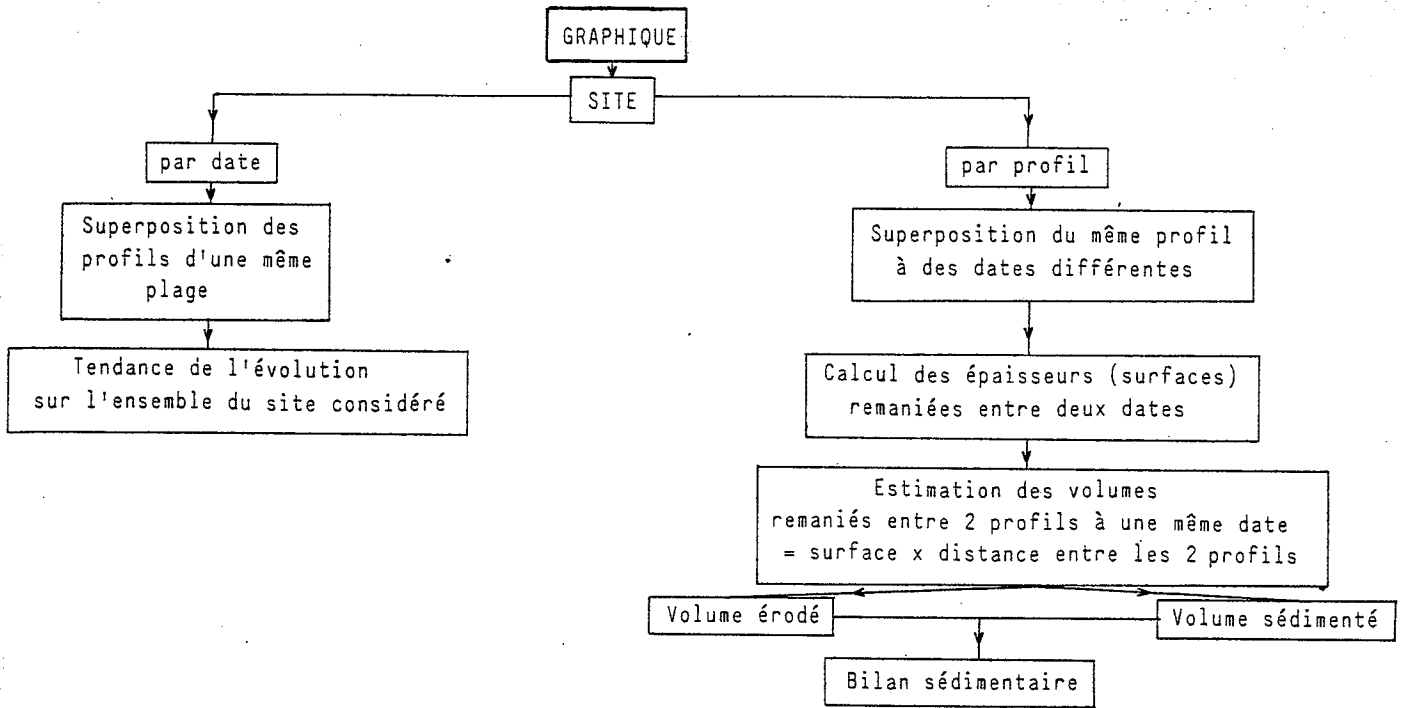 GRAPHIQUE
SITE
par date
Superposition des
profils d'une même
plage
Tendance de l'évolution
sur l'ensemble du site considéré
par profil
Superposition du même profil
à des dates différentes
Calcul des épaisseurs (surfaces)
remaniées entre deux dates
Estimation des volumes
remaniés entre 2 profils à une même date
= surface x distance entre les 2 profils
Volume érodé
Volume sédimenté
Bilan sédimentaire